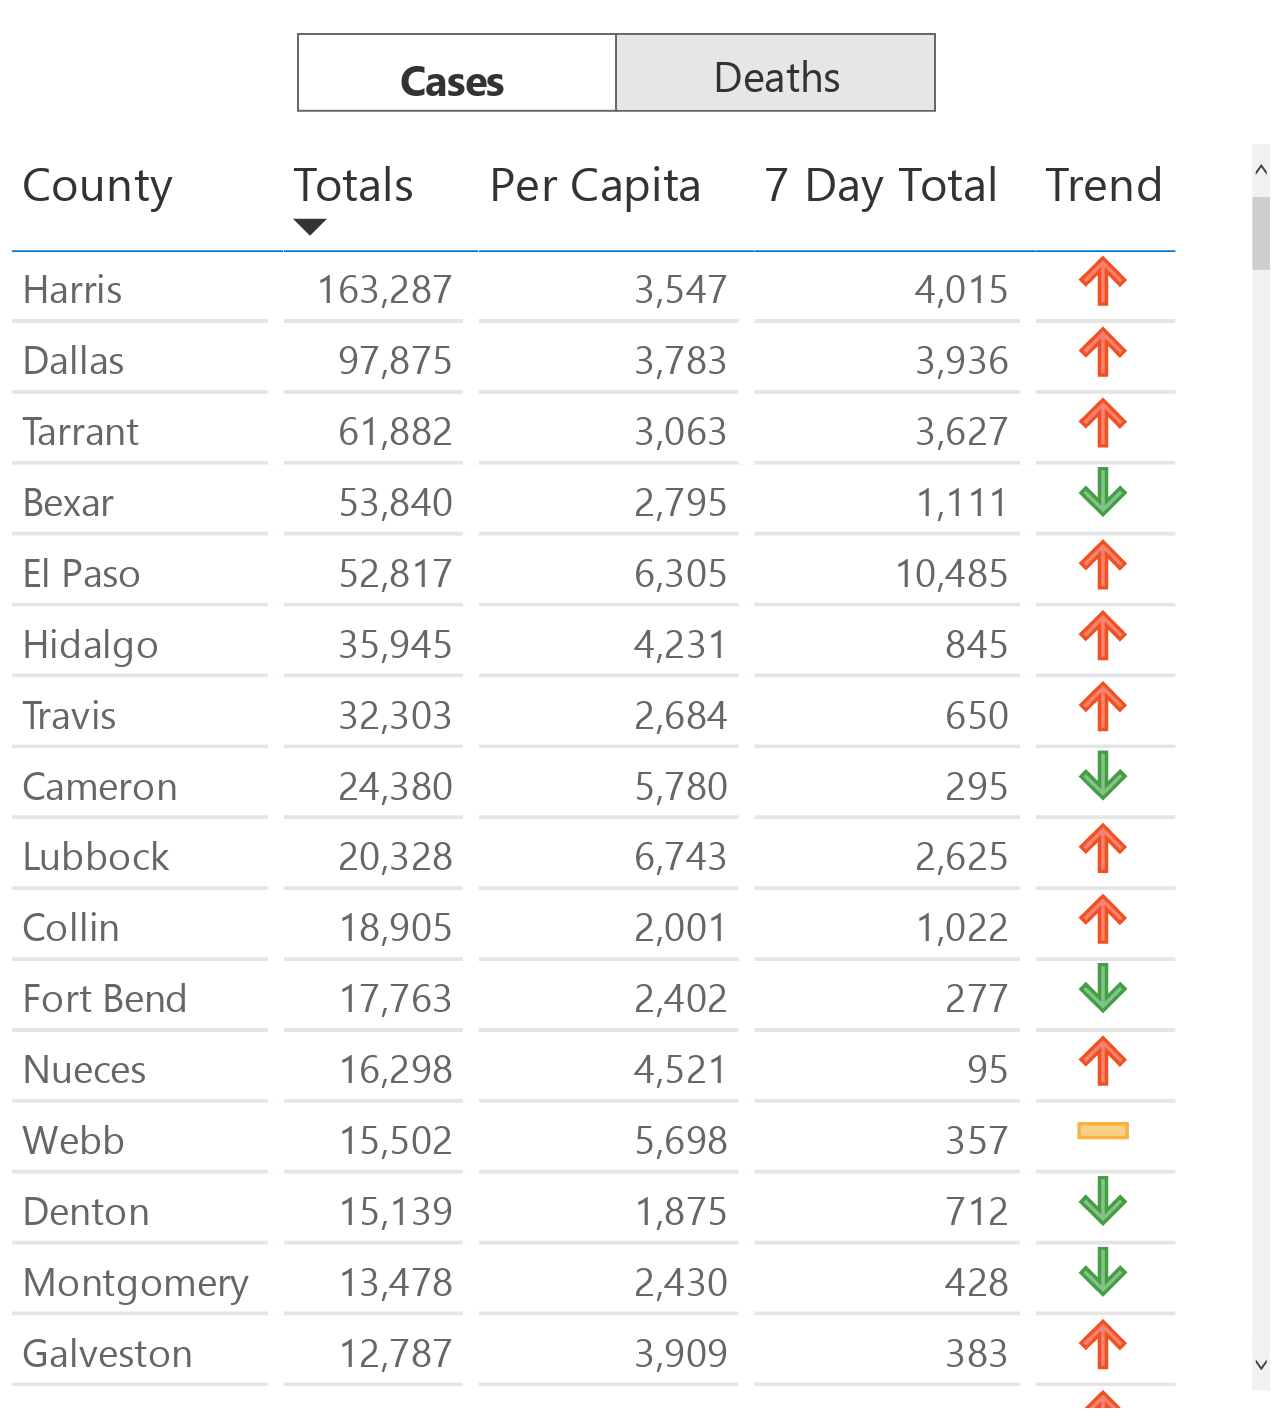 Cases Deaths
County Totals Per Capita 7 Day Total Trend
Harris 163,287 3,547 4,015
Dallas 97,875 3,783 3,936
Tarrant 61,882 3,063 3,627
Bexar 53,840 2,795 1,111
El Paso 52,817 6,305 10,485
Hidalgo 35,945 4,231 845
Travis 32,303 2,684 650
Cameron 24,380 5,780 295
Lubbock 20,328 6,743 2,625
Collin 18,905 2,001 1,022
Fort Bend 17,763 2,402 277
Nueces 16,298 4,521 95
Webb 15,502 5,698 357
Denton 15,139 1,875 712
Montgomery 13,478 2,430 428
Galveston 12,787 3,909 383